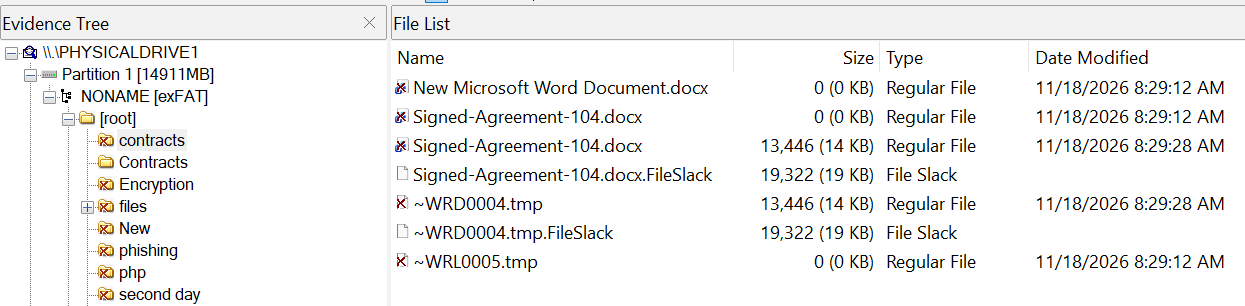 Evidence Tree
\\.\PHYSICALDRIVE1
Partition 1 [14911MB]
NONAME [exFAT]
[root]
contracts
Contracts
Encryption
files
New
phishing
php
second day
File List
Name Size Type Date Modified
New Microsoft Word Document.docx 0 (0 KB) Regular File 11/18/2026 8:29:12 AM
Signed-Agreement-104.docx 0 (0 KB) Regular File 11/18/2026 8:29:12 AM
Signed-Agreement-104.docx 13,446 (14 KB) Regular File 11/18/2026 8:29:28 AM
Signed-Agreement-104.docx.FileSlack 19,322 (19 KB) File Slack
~WRD0004.tmp 13,446 (14 KB) Regular File 11/18/2026 8:29:28 AM
~WRD0004.tmp.FileSlack 19,322 (19 KB) File Slack
~WRL0005.tmp 0 (0 KB) Regular File 11/18/2026 8:29:12 AM